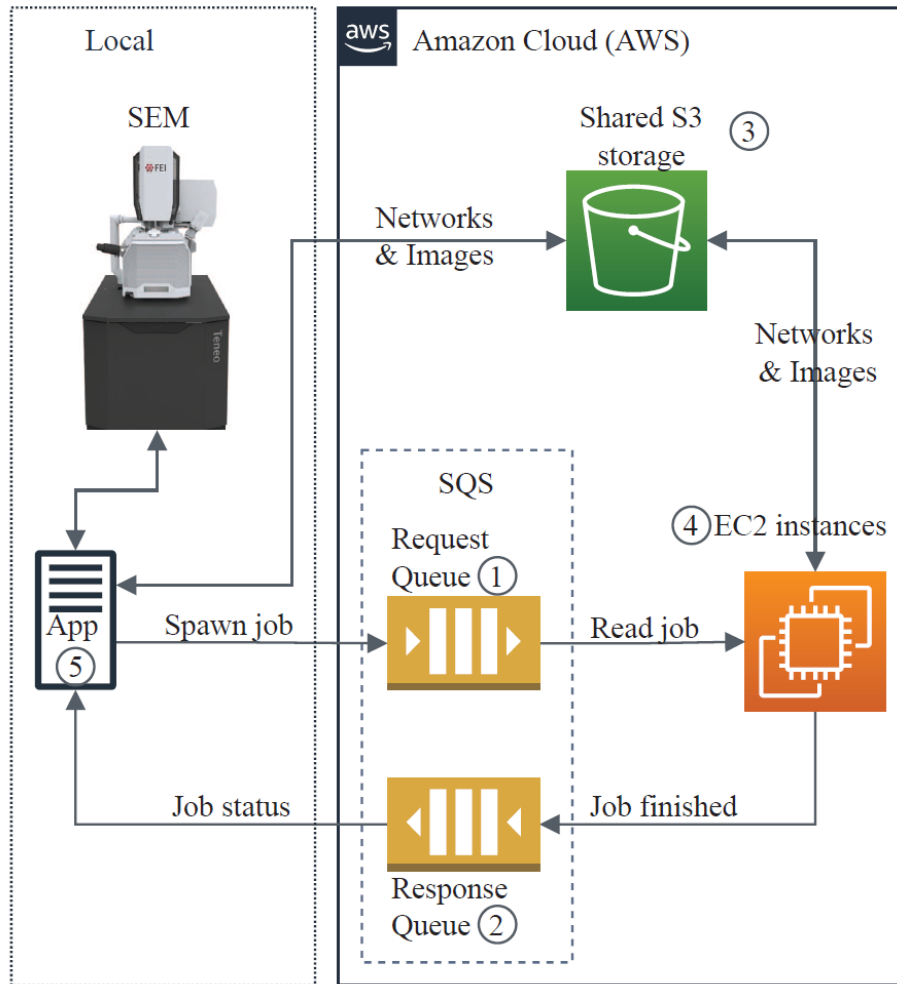 Local
aws
Amazon Cloud (AWS)
SEM
FEI
Teneo
Shared S3
storage
3
Networks
& Images
Networks
& Images
SQS
4 EC2 instances
Request
Queue 1
App
5
Spawn job
Read job
Job status
Job finished
Response
Queue 2